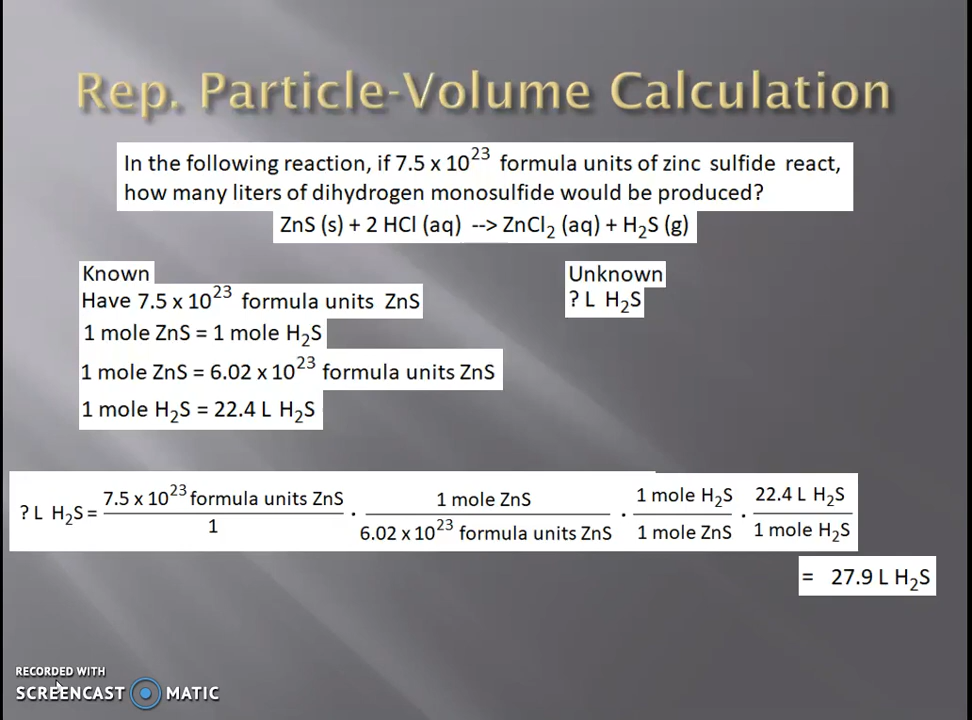 Rep. Particle-Volume Calculation
In the following reaction, if 7.5 x 10²³ formula units of zinc sulfide react,
how many liters of dihydrogen monosulfide would be produced?
ZnS (s) + 2 HCl (aq) --> ZnCl₂ (aq) + H₂S (g)
Known
Have 7.5 x 10²³ formula units ZnS
1 mole ZnS = 1 mole H₂S
1 mole ZnS = 6.02 x 10²³ formula units ZnS
1 mole H₂S = 22.4 L H₂S
Unknown
? L H₂S
? L H₂S = 7.5 x 10²³ formula units ZnS / 1 · 1 mole ZnS / 6.02 x 10²³ formula units ZnS · 1 mole H₂S / 1 mole ZnS · 22.4 L H₂S / 1 mole H₂S
= 27.9 L H₂S
RECORDED WITH
SCREENCAST MATIC